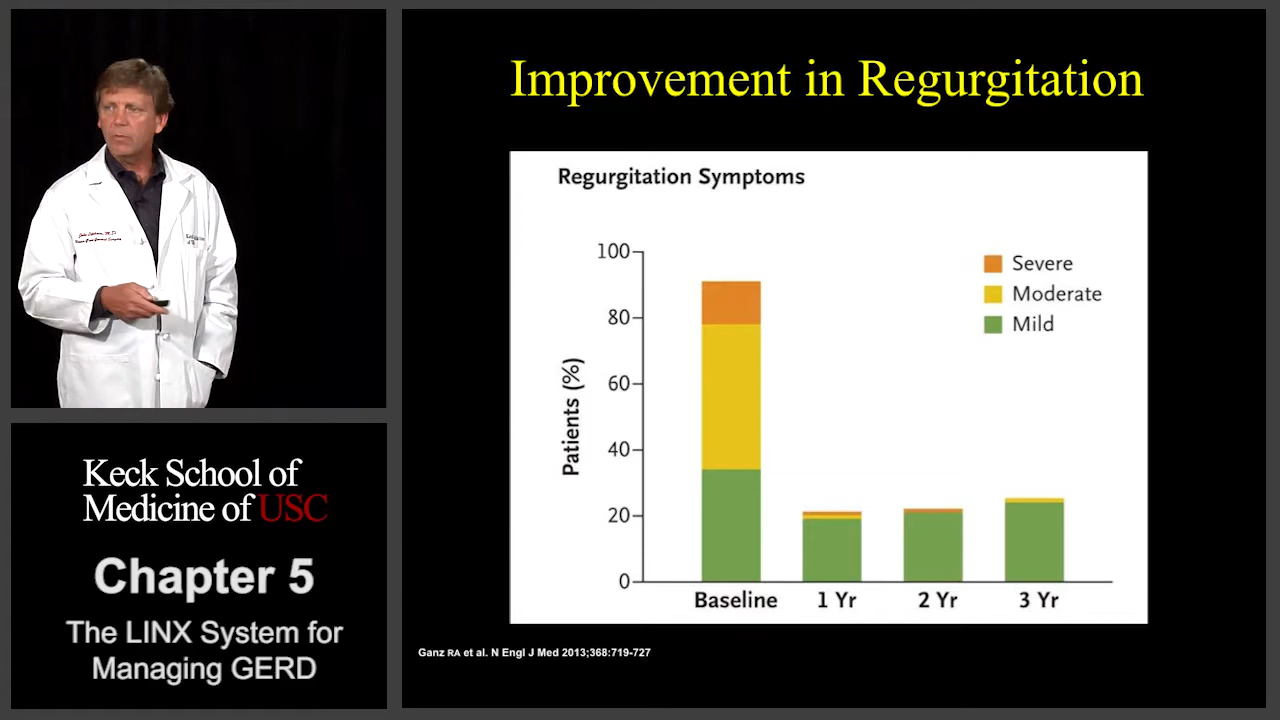 Improvement in Regurgitation
Regurgitation Symptoms
Patients (%)
100
80
60
40
20
0
Severe
Moderate
Mild
Baseline
1 Yr
2 Yr
3 Yr
Ganz RA et al. N Engl J Med 2013;368:719-727
Keck School of
Medicine of USC
Chapter 5
The LINX System for
Managing GERD